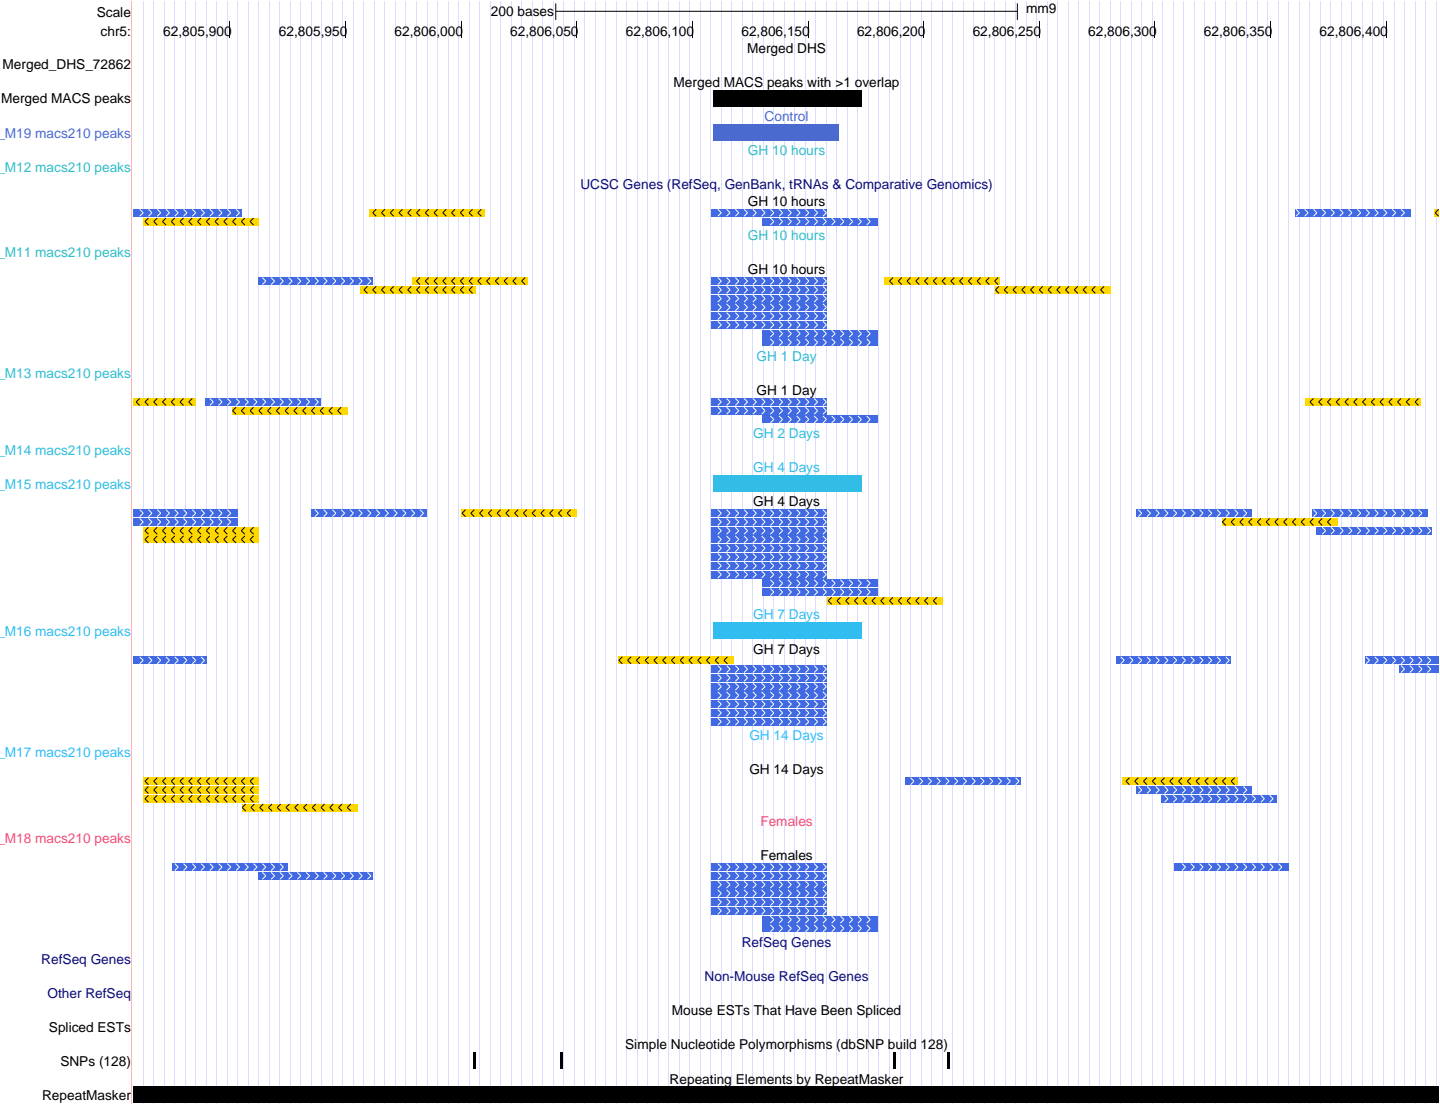 Scale 200 bases mm9
chr5: 62,805,900 62,805,950 62,806,000 62,806,050 62,806,100 62,806,150 62,806,200 62,806,250 62,806,300 62,806,350 62,806,400
Merged DHS
Merged_DHS_72862
Merged MACS peaks with >1 overlap
Merged MACS peaks
Control
_M19 macs210 peaks
GH 10 hours
_M12 macs210 peaks
UCSC Genes (RefSeq, GenBank, tRNAs & Comparative Genomics)
GH 10 hours
GH 10 hours
_M11 macs210 peaks
GH 10 hours
GH 1 Day
_M13 macs210 peaks
GH 1 Day
GH 2 Days
_M14 macs210 peaks
GH 4 Days
_M15 macs210 peaks
GH 4 Days
GH 7 Days
_M16 macs210 peaks
GH 7 Days
GH 14 Days
_M17 macs210 peaks
GH 14 Days
Females
_M18 macs210 peaks
Females
RefSeq Genes
RefSeq Genes
Non-Mouse RefSeq Genes
Other RefSeq
Mouse ESTs That Have Been Spliced
Spliced ESTs
Simple Nucleotide Polymorphisms (dbSNP build 128)
SNPs (128)
Repeating Elements by RepeatMasker
RepeatMasker